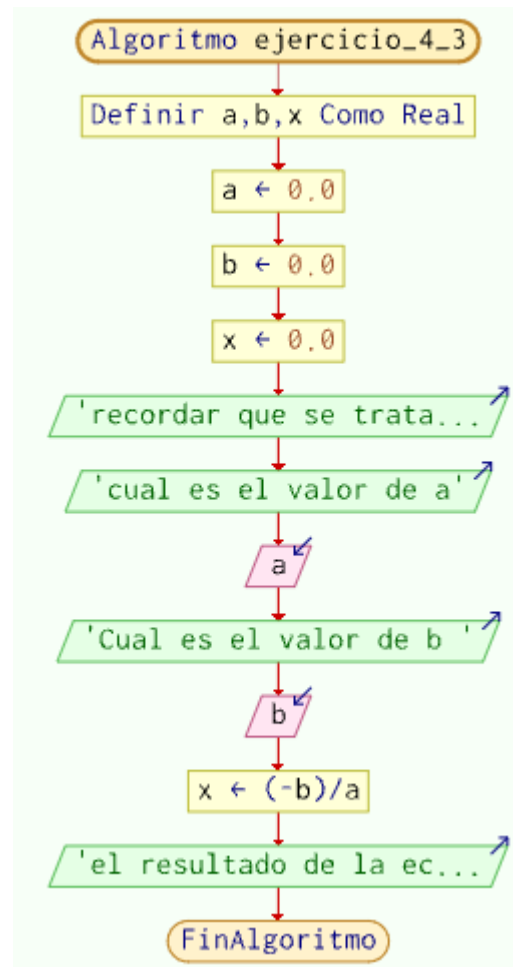 Algoritmo ejercicio_4_3
Definir a,b,x Como Real
a ← 0.0
b ← 0.0
x ← 0.0
'recordar que se trata...
'cual es el valor de a'
a
'Cual es el valor de b '
b
x ← (-b)/a
'el resultado de la ec...
FinAlgoritmo